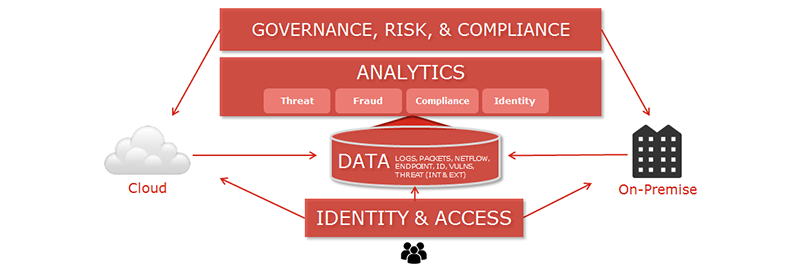 GOVERNANCE, RISK, & COMPLIANCE
ANALYTICS
Threat Fraud Compliance Identity
DATA
LOGS, PACKETS, NETFLOW,
ENDPOINT, ID, VULNS,
THREAT (INT & EXT)
Cloud
On-Premise
IDENTITY & ACCESS